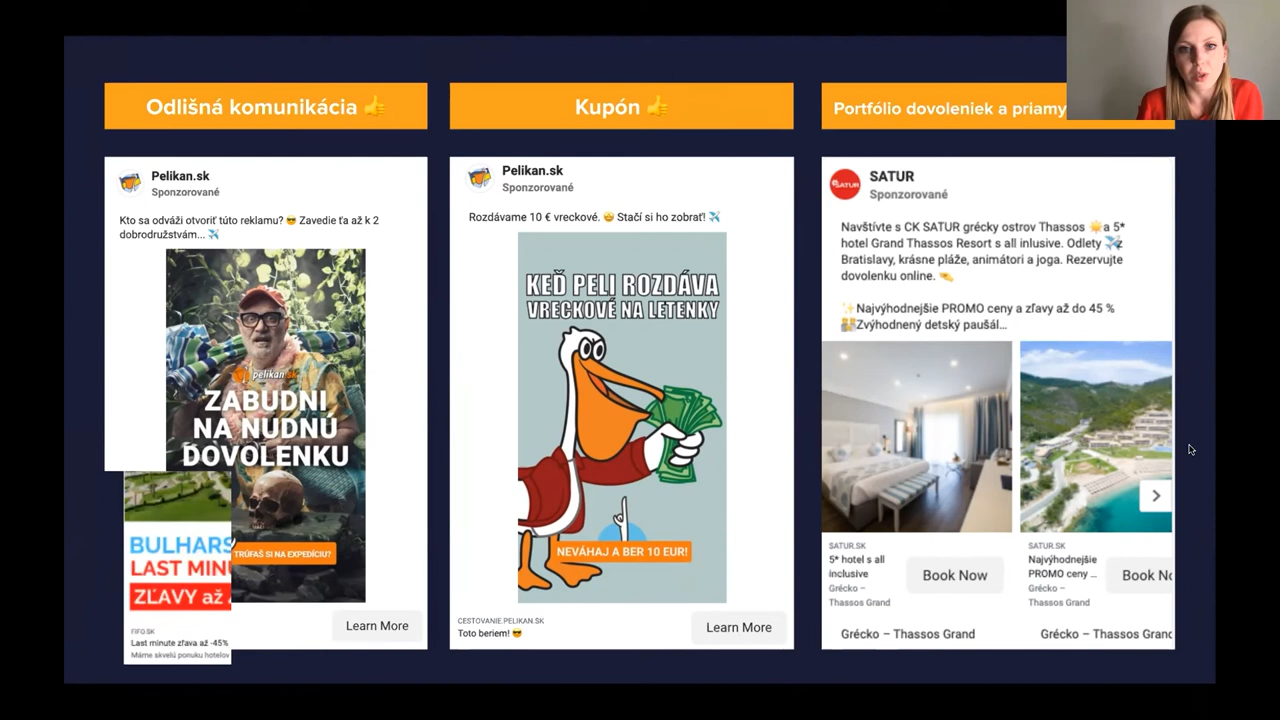 Odlišná komunikácia
Kupón
Portfólio dovoleniek a priamy
Pelikan.sk
Sponzorované
Kto sa odváži otvoriť túto reklamu? 😎 Zavedie ťa až k 2
dobrodružstvám... ✈️
pelikan.sk
ZABUDNI
NA NUDNÚ
DOVOLENKU
TRÚFAŠ SI NA EXPEDÍCIU?
Learn More
BULHARS
LAST MINU
ZĽAVY až
FIFO.SK
Last minute zľava až -45%
Máme skvelú ponuku hotelov
Pelikan.sk
Sponzorované
Rozdávame 10 € vreckové. 🤩 Stačí si ho zobrať! ✈️
KEĎ PELI ROZDÁVA
VRECKOVÉ NA LETENKY
NEVÁHAJ A BER 10 EUR!
CESTOVANIE.PELIKAN.SK
Toto beriem! 😎
Learn More
SATUR
SATUR
Sponzorované
Navštívte s CK SATUR grécky ostrov Thassos ☀️a 5*
hotel Grand Thassos Resort s all inlusive. Odlety ✈️z
Bratislavy, krásne pláže, animátori a joga. Rezervujte
dovolenku online.
✨Najvýhodnejšie PROMO ceny a zľavy až do 45 %
Zvýhodnený detský paušál...
SATUR.SK
5* hotel s all
inclusive
Grécko –
Thassos Grand
Book Now
Grécko – Thassos Grand
SATUR.SK
Najvýhodnejšie
PROMO ceny ...
Grécko –
Thassos Grand
Book No
Grécko – Thassos Grand